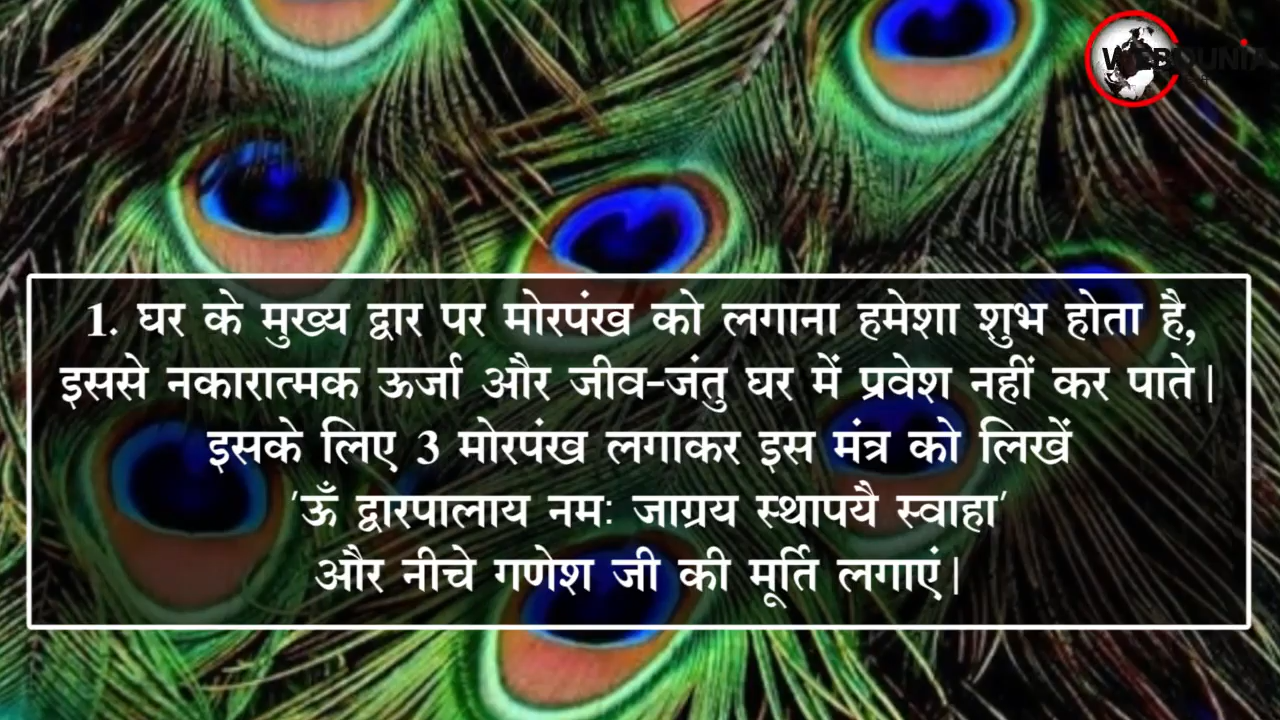 WEBDUNIA
1. घर के मुख्य द्वार पर मोरपंख को लगाना हमेशा शुभ होता है,
इससे नकारात्मक ऊर्जा और जीव-जंतु घर में प्रवेश नहीं कर पाते।
इसके लिए 3 मोरपंख लगाकर इस मंत्र को लिखें
'ऊँ द्वारपालाय नमः जाग्रय स्थापयै स्वाहा'
और नीचे गणेश जी की मूर्ति लगाएं।